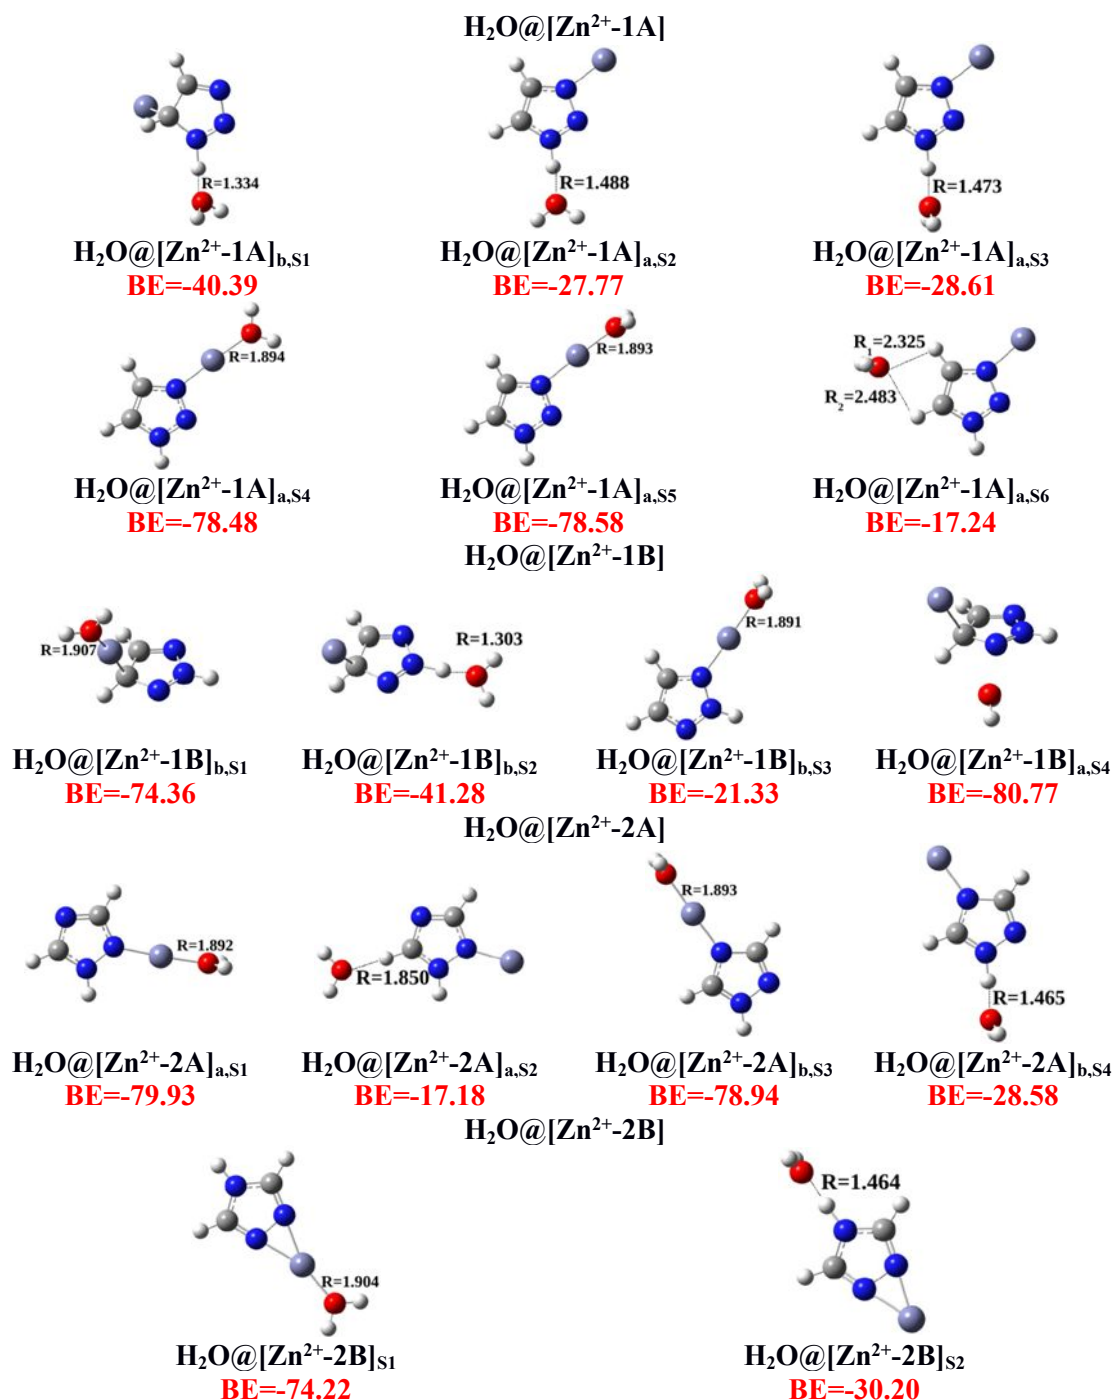 H₂O@[Zn²⁺-1A]
R=1.334 R=1.488 R=1.473
H₂O@[Zn²⁺-1A]b,S1 H₂O@[Zn²⁺-1A]a,S2 H₂O@[Zn²⁺-1A]a,S3
BE=-40.39 BE=-27.77 BE=-28.61
R=1.894 R=1.893 R₁=2.325
R₂=2.483
H₂O@[Zn²⁺-1A]a,S4 H₂O@[Zn²⁺-1A]a,S5 H₂O@[Zn²⁺-1A]a,S6
BE=-78.48 BE=-78.58 BE=-17.24
H₂O@[Zn²⁺-1B]
R=1.907 R=1.303 R=1.891
H₂O@[Zn²⁺-1B]b,S1 H₂O@[Zn²⁺-1B]b,S2 H₂O@[Zn²⁺-1B]b,S3 H₂O@[Zn²⁺-1B]a,S4
BE=-74.36 BE=-41.28 BE=-21.33 BE=-80.77
H₂O@[Zn²⁺-2A]
R=1.892 R=1.850 R=1.893 R=1.465
H₂O@[Zn²⁺-2A]a,S1 H₂O@[Zn²⁺-2A]a,S2 H₂O@[Zn²⁺-2A]b,S3 H₂O@[Zn²⁺-2A]b,S4
BE=-79.93 BE=-17.18 BE=-78.94 BE=-28.58
H₂O@[Zn²⁺-2B]
R=1.904 R=1.464
H₂O@[Zn²⁺-2B]S1 H₂O@[Zn²⁺-2B]S2
BE=-74.22 BE=-30.20